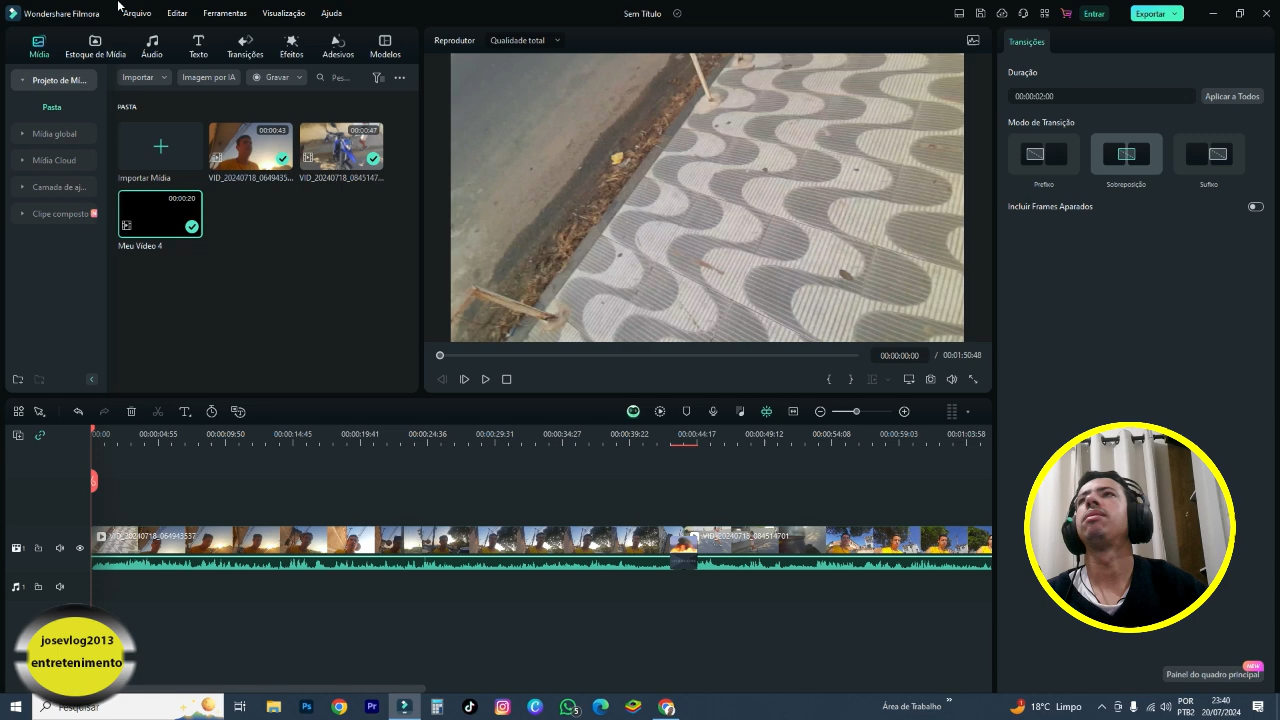 Wondershare Filmora
Arquivo
Editar
Ferramentas
Visualização
Ajuda
Sem Título
Entrar
Exportar
Mídia
Estoque de Mídia
Áudio
Texto
Transições
Efeitos
Adesivos
Modelos
Projeto de Mí...
Importar
Imagem por IA
Gravar
Pes...
Pasta
Mídia global
Mídia Cloud
Camada de aj...
Clipe composto
PASTA
00:00:43
00:00:47
Importar Mídia
VID_20240718_0649435...
VID_20240718_0845147...
00:00:20
Meu Vídeo 4
Reprodutor
Qualidade total
00:00:00:00
/ 00:01:50:48
Transições
Duração
00:00:02:00
Aplicar a Todos
Modo de Transição
Prefixo
Sobreposição
Sufixo
Incluir Frames Aparados
00:00
00:00:04:55
00:00:09:50
00:00:14:45
00:00:19:41
00:00:24:36
00:00:29:31
00:00:34:27
00:00:39:22
00:00:44:17
00:00:49:12
00:00:54:08
00:00:59:03
00:01:03:58
VID_20240718_064943537
VID_20240718_084514701
1
1
josevlog2013
entretenimento
NEW
Painel do quadro principal
Pesquisar
5
Área de Trabalho
18°C Limpo
POR
PTB2
23:40
20/07/2024